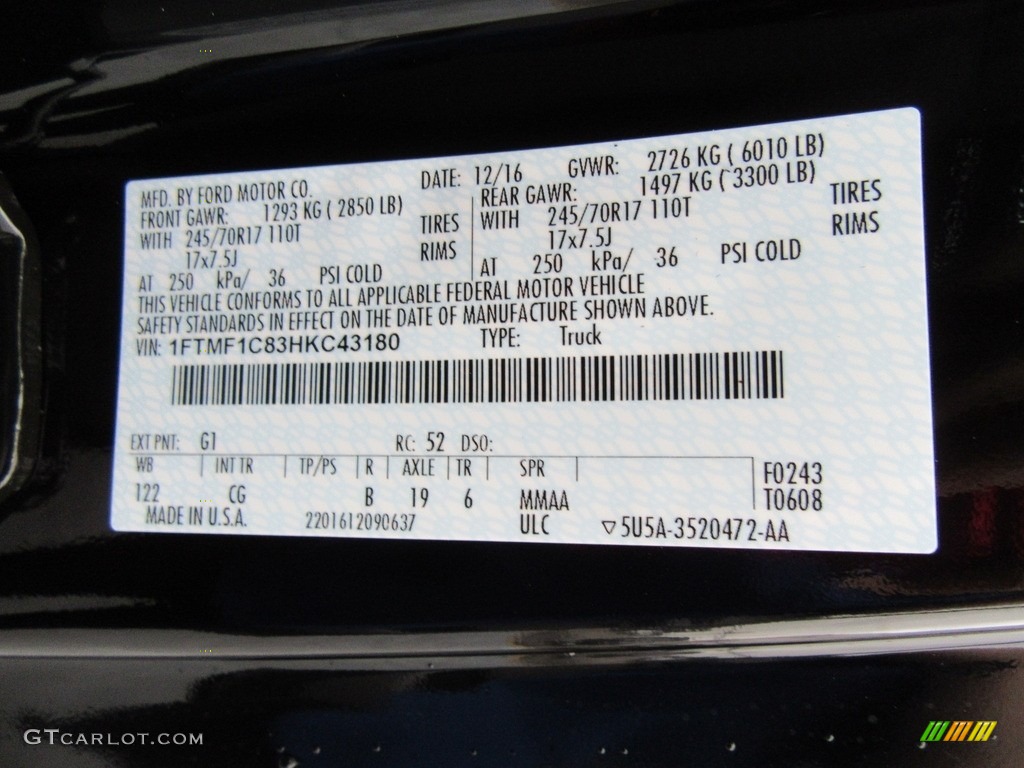 MFD. BY FORD MOTOR CO. DATE: 12/16 GVWR: 2726 KG ( 6010 LB)
FRONT GAWR: 1293 KG ( 2850 LB) REAR GAWR: 1497 KG ( 3300 LB)
WITH 245/70R17 110T TIRES WITH 245/70R17 110T TIRES
17x7.5J RIMS 17x7.5J RIMS
AT 250 kPa/ 36 PSI COLD AT 250 kPa/ 36 PSI COLD
THIS VEHICLE CONFORMS TO ALL APPLICABLE FEDERAL MOTOR VEHICLE
SAFETY STANDARDS IN EFFECT ON THE DATE OF MANUFACTURE SHOWN ABOVE.
VIN: 1FTMF1C83HKC43180 TYPE: Truck
EXT PNT: G1 RC: 52 DSO:
WB INT TR TP/PS R AXLE TR SPR F0243
122 CG B 19 6 MMAA T0608
MADE IN U.S.A. 2201612090637 ULC ▽5U5A-3520472-AA
GTCARLOT.COM